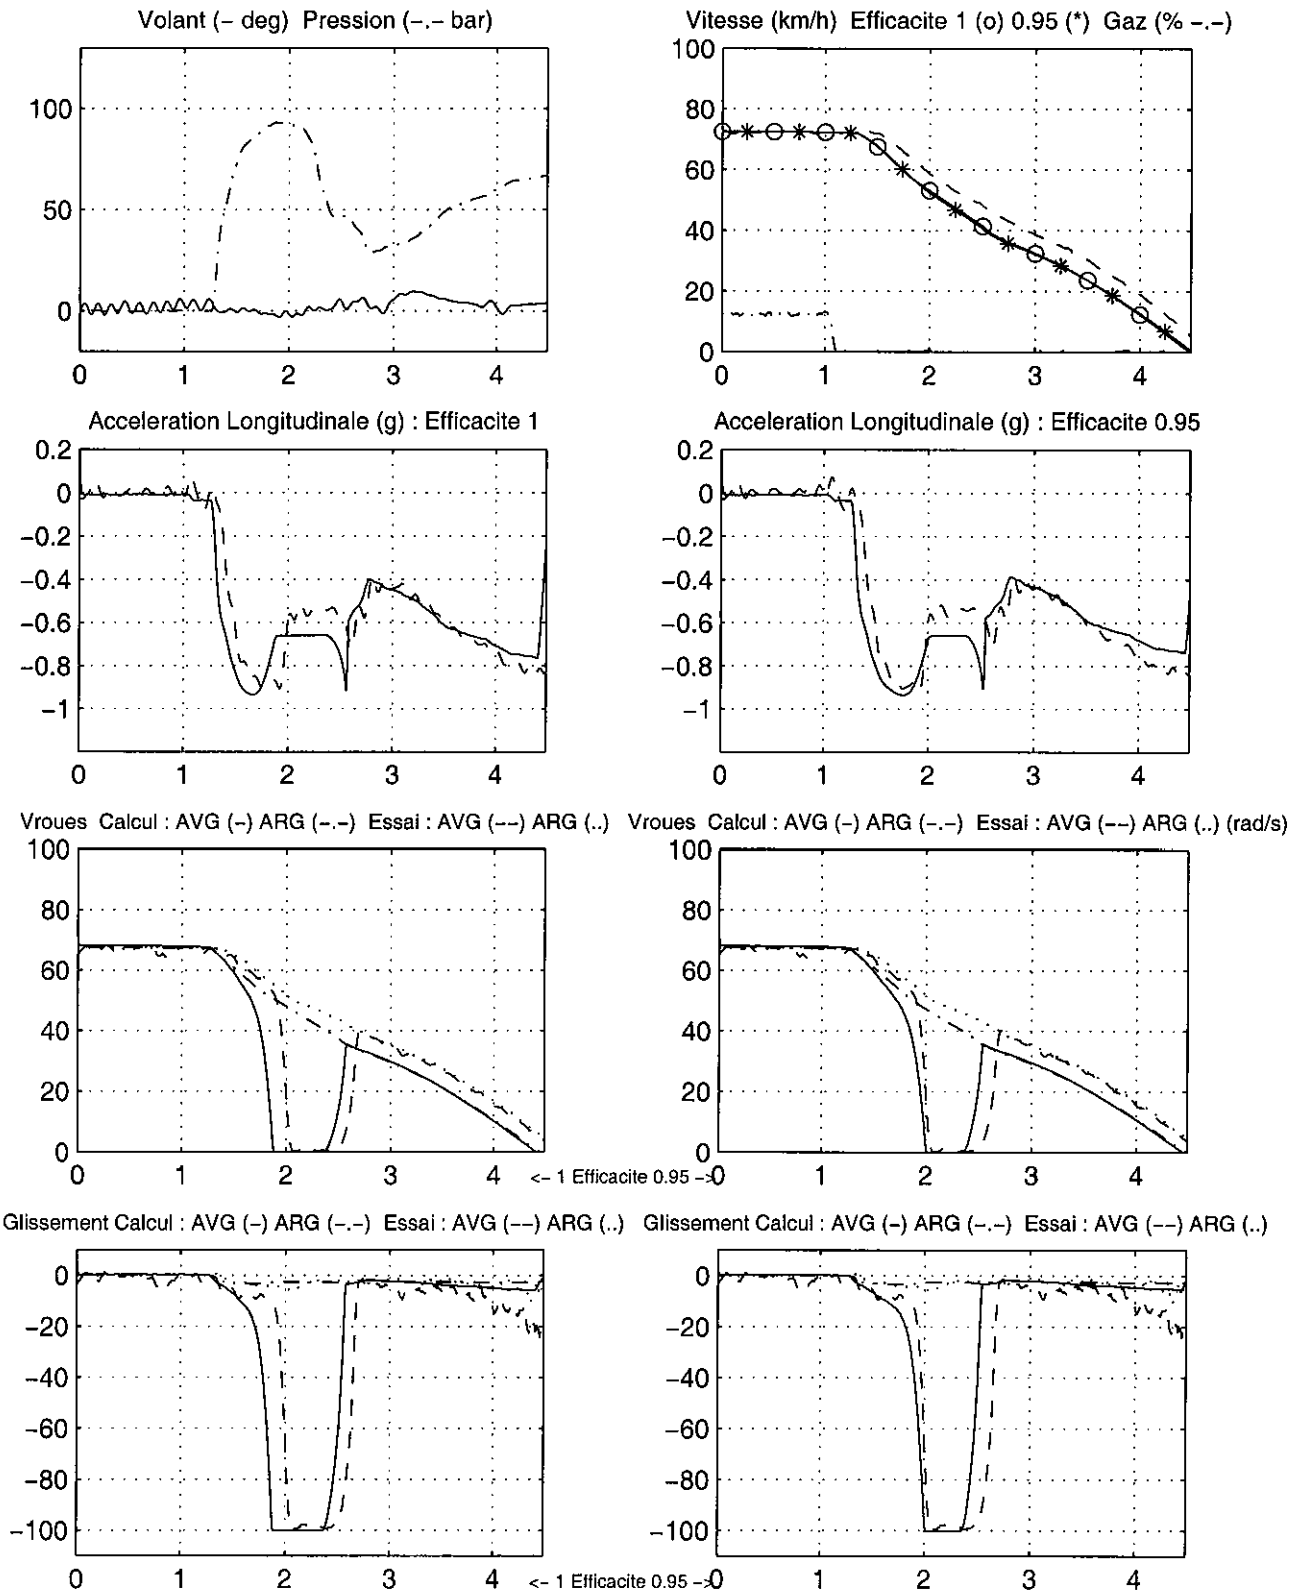 Volant (– deg) Pression (–.– bar)
Vitesse (km/h) Efficacite 1 (o) 0.95 (*) Gaz (% –.–)
100
50
0
0 1 2 3 4
100
80
60
40
20
0
0 1 2 3 4
Acceleration Longitudinale (g) : Efficacite 1
Acceleration Longitudinale (g) : Efficacite 0.95
0.2
0
–0.2
–0.4
–0.6
–0.8
–1
0 1 2 3 4
0.2
0
–0.2
–0.4
–0.6
–0.8
–1
0 1 2 3 4
Vroues Calcul : AVG (–) ARG (–.–) Essai : AVG (––) ARG (..)
Vroues Calcul : AVG (–) ARG (–.–) Essai : AVG (––) ARG (..) (rad/s)
100
80
60
40
20
0
0 1 2 3 4
100
80
60
40
20
0
0 1 2 3 4
<– 1 Efficacite 0.95 –>
Glissement Calcul : AVG (–) ARG (–.–) Essai : AVG (––) ARG (..)
Glissement Calcul : AVG (–) ARG (–.–) Essai : AVG (––) ARG (..)
0
–20
–40
–60
–80
–100
0 1 2 3 4
0
–20
–40
–60
–80
–100
0 1 2 3 4
<– 1 Efficacite 0.95 –>